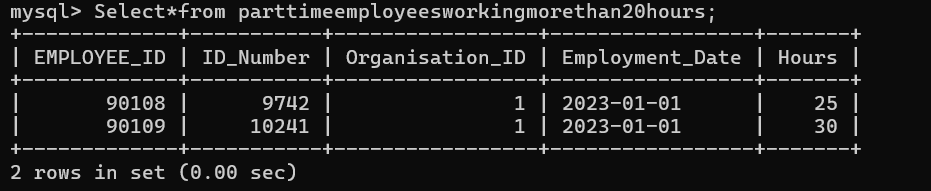 mysql> Select*from parttimeemployeesworkingmorethan20hours;
+-------------+-----------+-----------------+-----------------+-------+
| EMPLOYEE_ID | ID_Number | Organisation_ID | Employment_Date | Hours |
+-------------+-----------+-----------------+-----------------+-------+
|       90108 |      9742 |               1 | 2023-01-01      |    25 |
|       90109 |     10241 |               1 | 2023-01-01      |    30 |
+-------------+-----------+-----------------+-----------------+-------+
2 rows in set (0.00 sec)